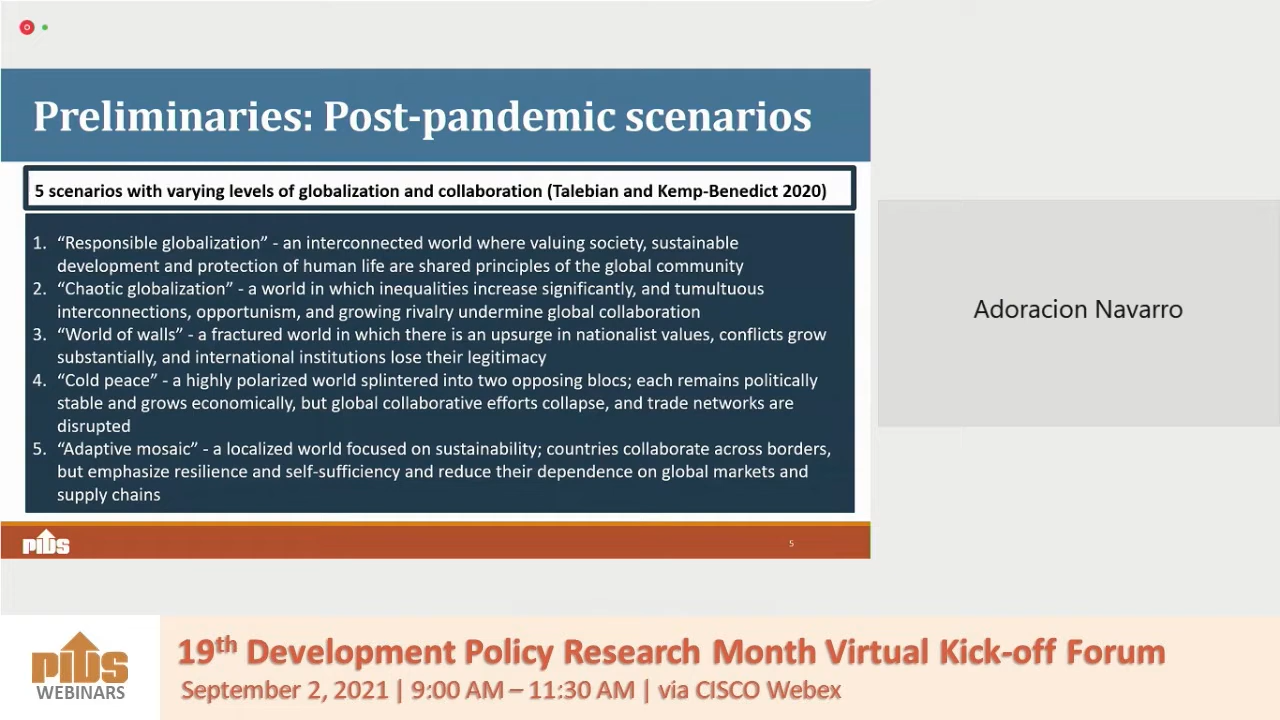 Preliminaries: Post-pandemic scenarios
5 scenarios with varying levels of globalization and collaboration (Talebian and Kemp-Benedict 2020)
1. “Responsible globalization” - an interconnected world where valuing society, sustainable
development and protection of human life are shared principles of the global community
2. “Chaotic globalization” - a world in which inequalities increase significantly, and tumultuous
interconnections, opportunism, and growing rivalry undermine global collaboration
3. “World of walls” - a fractured world in which there is an upsurge in nationalist values, conflicts grow
substantially, and international institutions lose their legitimacy
4. “Cold peace” - a highly polarized world splintered into two opposing blocs; each remains politically
stable and grows economically, but global collaborative efforts collapse, and trade networks are
disrupted
5. “Adaptive mosaic” - a localized world focused on sustainability; countries collaborate across borders,
but emphasize resilience and self-sufficiency and reduce their dependence on global markets and
supply chains
PIDS
5
Adoracion Navarro
PIDS
WEBINARS
19th Development Policy Research Month Virtual Kick-off Forum
September 2, 2021 | 9:00 AM – 11:30 AM | via CISCO Webex